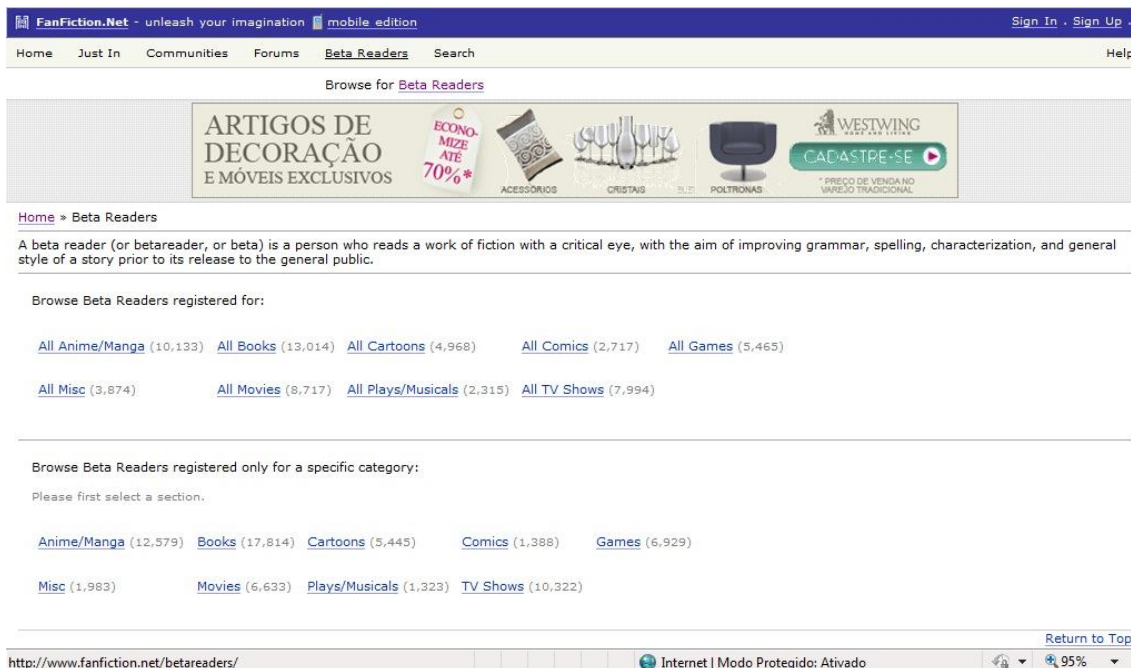 FanFiction.Net - unleash your imagination mobile edition Sign In . Sign Up .
Home Just In Communities Forums Beta Readers Search Help
Browse for Beta Readers
ARTIGOS DE
DECORAÇÃO
E MÓVEIS EXCLUSIVOS
ECONO-
MIZE
ATÉ
70%*
ACESSÓRIOS
CRISTAIS
POLTRONAS
WESTWING
HOME AND LIVING
CADASTRE-SE
* PREÇO DE VENDA NO
VAREJO TRADICIONAL
Home » Beta Readers
A beta reader (or betareader, or beta) is a person who reads a work of fiction with a critical eye, with the aim of improving grammar, spelling, characterization, and general
style of a story prior to its release to the general public.
Browse Beta Readers registered for:
All Anime/Manga (10,133) All Books (13,014) All Cartoons (4,968) All Comics (2,717) All Games (5,465)
All Misc (3,874) All Movies (8,717) All Plays/Musicals (2,315) All TV Shows (7,994)
Browse Beta Readers registered only for a specific category:
Please first select a section.
Anime/Manga (12,579) Books (17,814) Cartoons (5,445) Comics (1,388) Games (6,929)
Misc (1,983) Movies (6,633) Plays/Musicals (1,323) TV Shows (10,322)
Return to Top
http://www.fanfiction.net/betareaders/ Internet | Modo Protegido: Ativado 95%